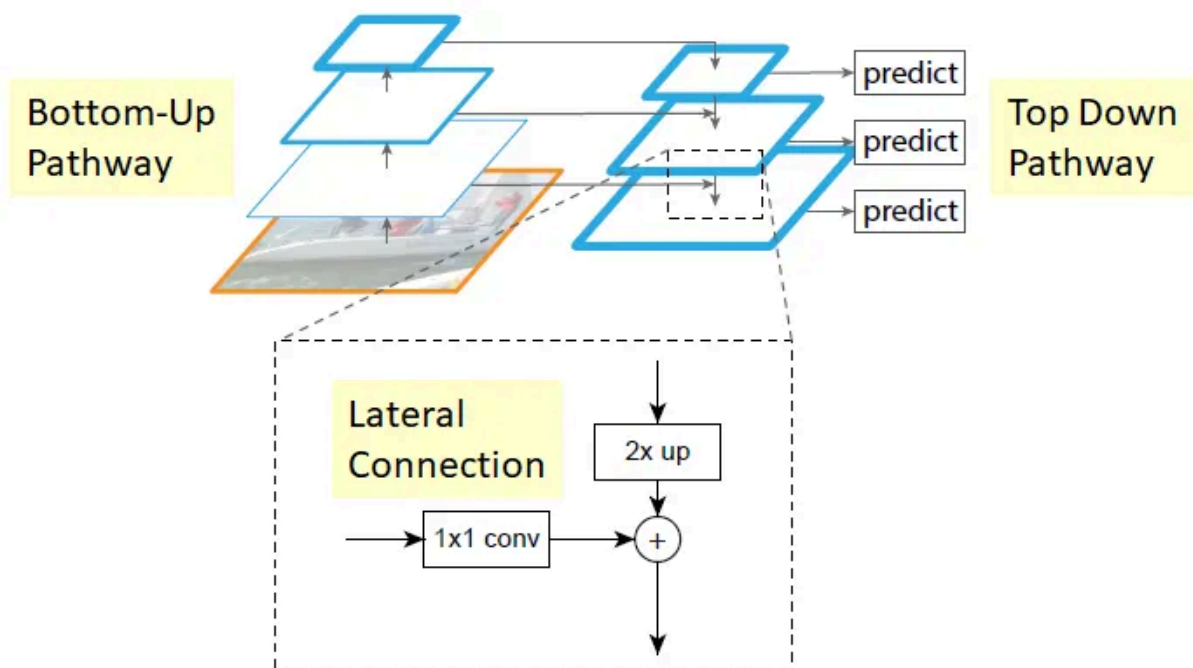 Bottom-Up
Pathway
predict
predict
predict
Top Down
Pathway
Lateral
Connection
2x up
1x1 conv
+